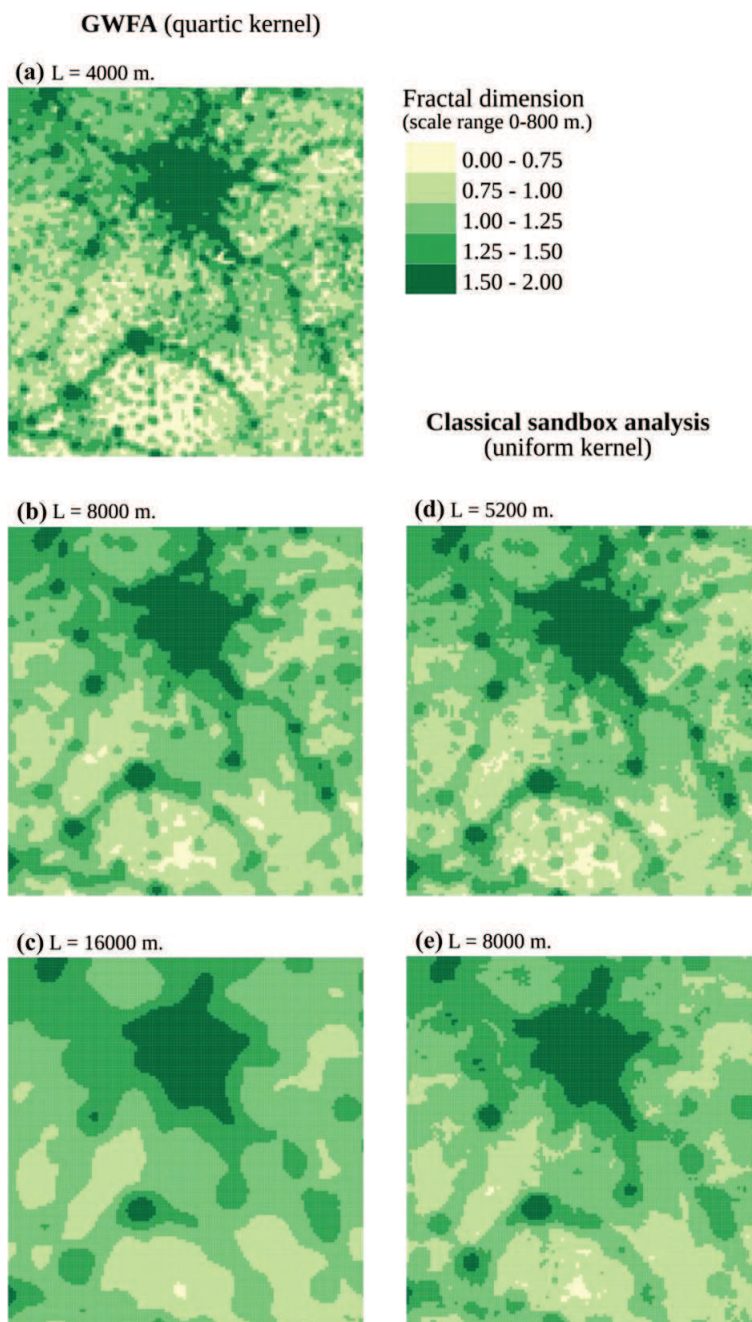 GWFA (quartic kernel)
(a) L = 4000 m.
Fractal dimension
(scale range 0-800 m.)
0.00 - 0.75
0.75 - 1.00
1.00 - 1.25
1.25 - 1.50
1.50 - 2.00
Classical sandbox analysis
(uniform kernel)
(b) L = 8000 m.
(d) L = 5200 m.
(c) L = 16000 m.
(e) L = 8000 m.